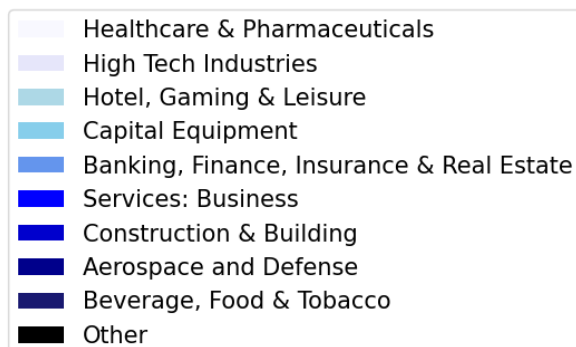 Healthcare & Pharmaceuticals
High Tech Industries
Hotel, Gaming & Leisure
Capital Equipment
Banking, Finance, Insurance & Real Estate
Services: Business
Construction & Building
Aerospace and Defense
Beverage, Food & Tobacco
Other